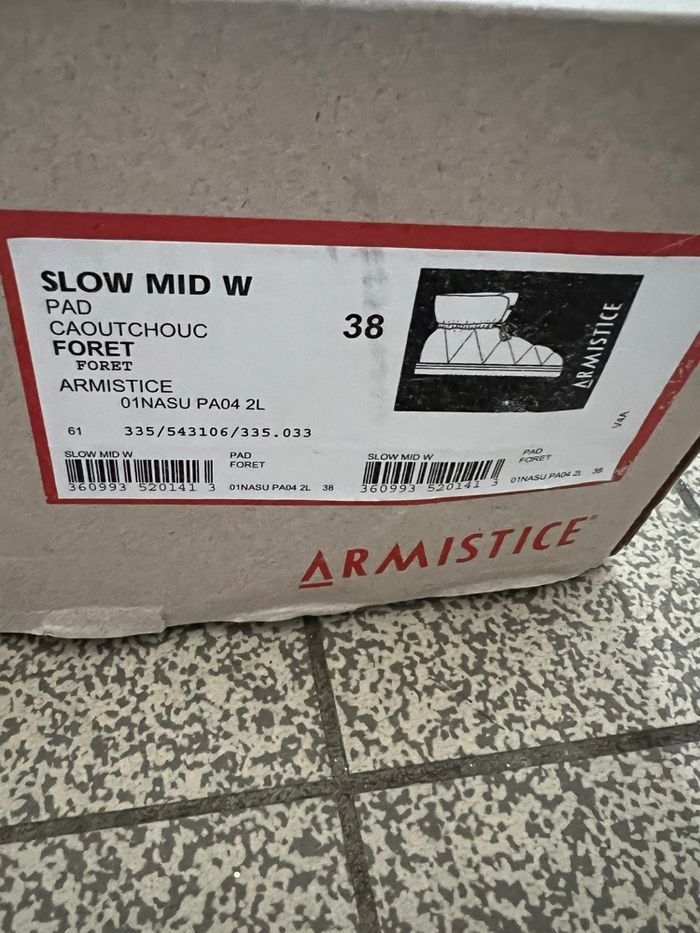 SLOW MID W
PAD
CAOUTCHOUC
38
FORET
FORET
ARMISTICE
01NASU PA04 2L
61 335/543106/335.033
ARMISTICE
V4A
SLOW MID W PAD
FORET
360993 520141 3 01NASU PA04 2L 38
SLOW MID W PAD
FORET
360993 520141 3 01NASU PA04 2L 38
ARMISTICE